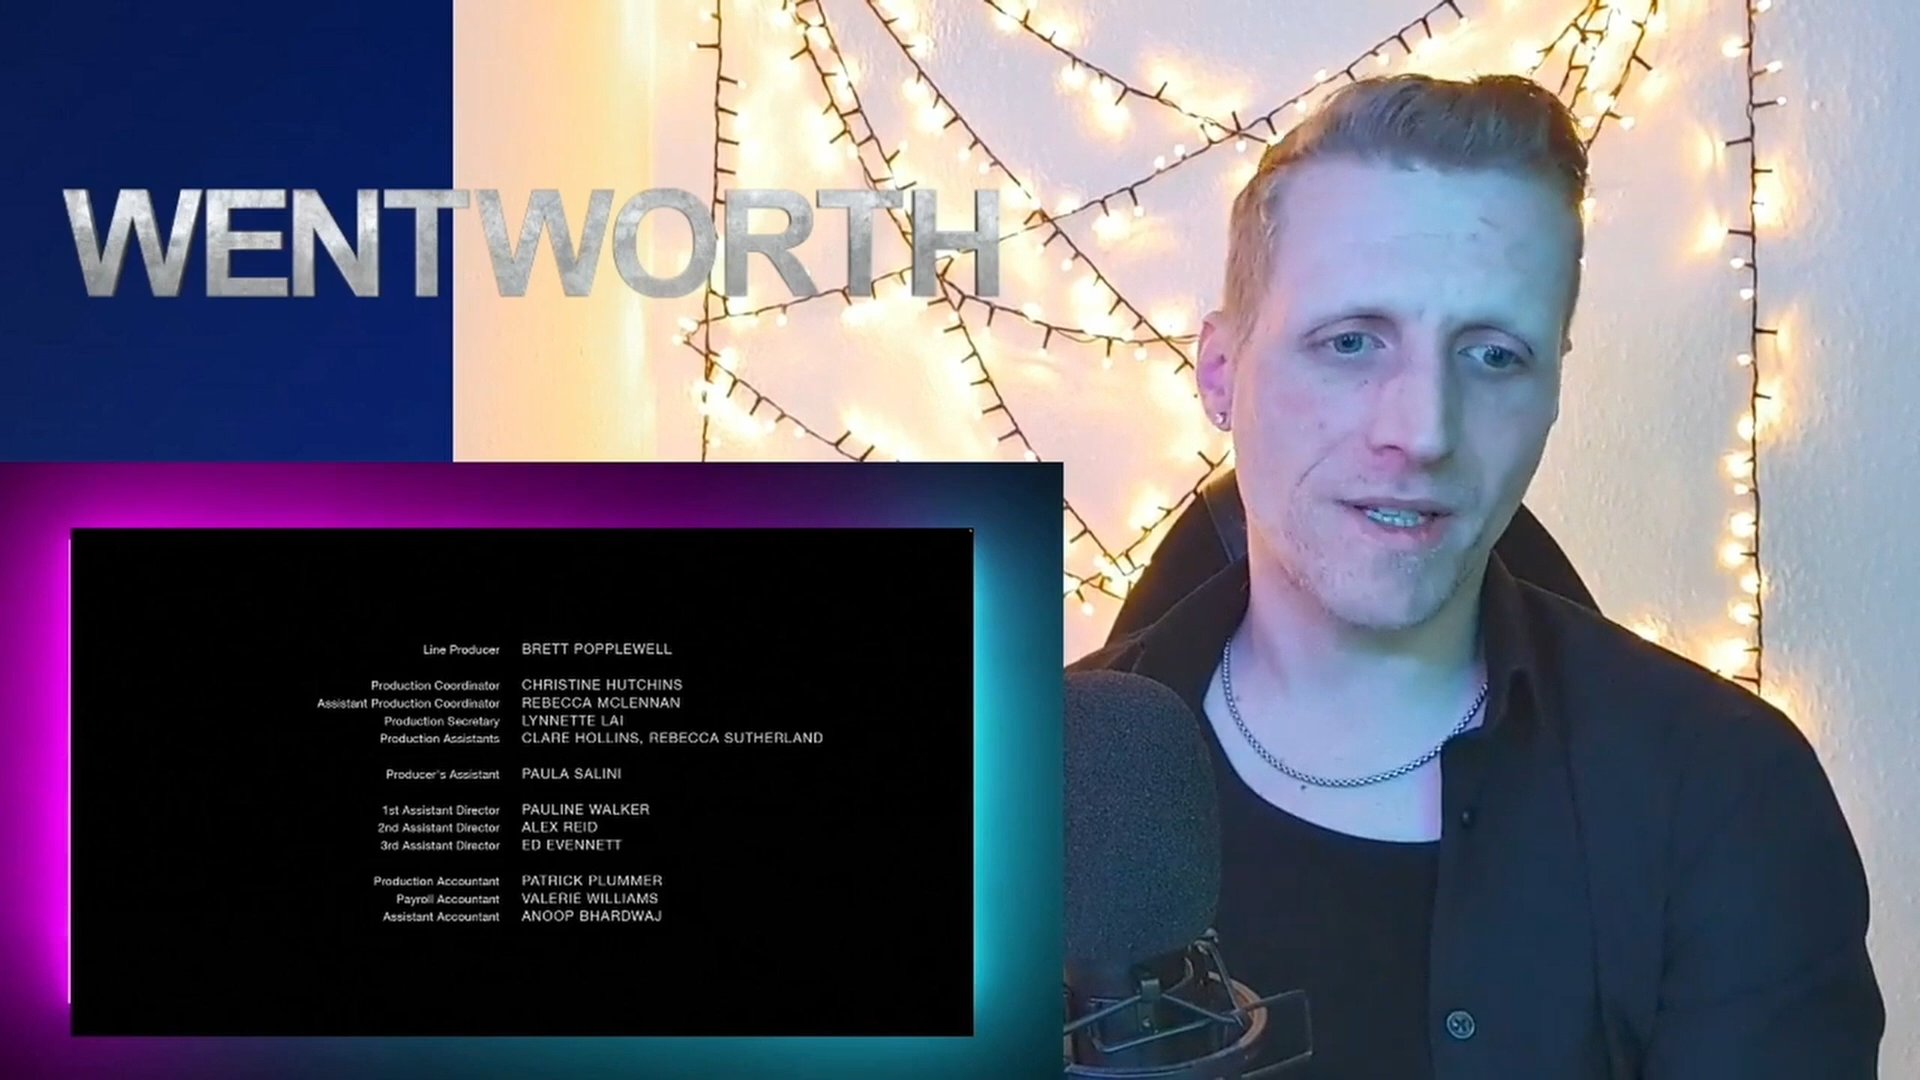 WENTWORTH
Line Producer BRETT POPPLEWELL
Production Coordinator CHRISTINE HUTCHINS
Assistant Production Coordinator REBECCA MCLENNAN
Production Secretary LYNNETTE LAI
Production Assistants CLARE HOLLINS, REBECCA SUTHERLAND
Producer's Assistant PAULA SALINI
1st Assistant Director PAULINE WALKER
2nd Assistant Director ALEX REID
3rd Assistant Director ED EVENNETT
Production Accountant PATRICK PLUMMER
Payroll Accountant VALERIE WILLIAMS
Assistant Accountant ANOOP BHARDWAJ